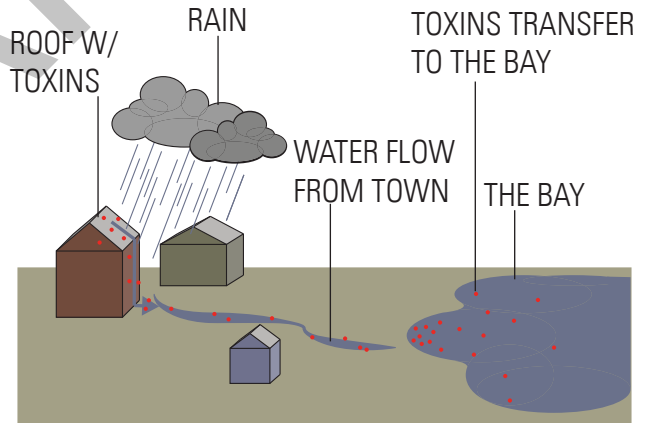 ROOF W/
TOXINS
RAIN
TOXINS TRANSFER
TO THE BAY
WATER FLOW
FROM TOWN
THE BAY